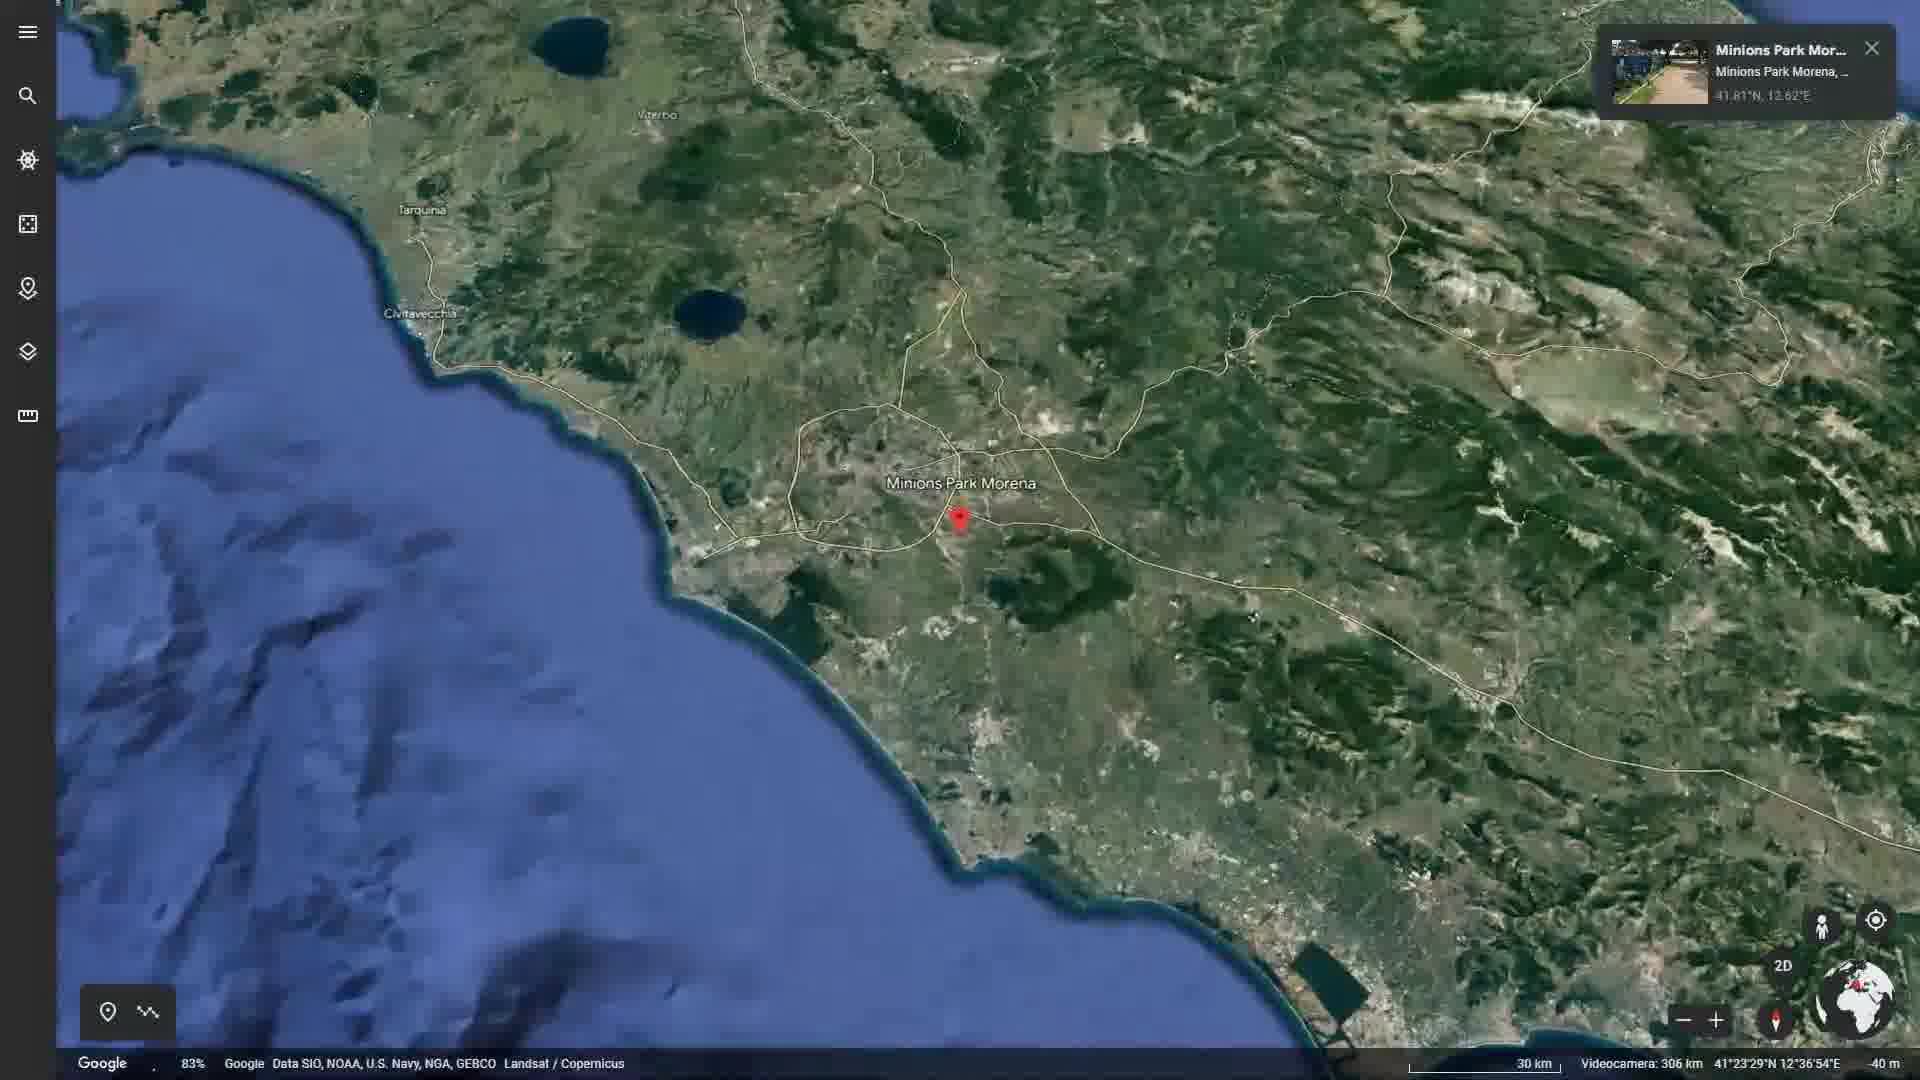 Minions Park Mor...
Minions Park Morena, ...
41.81°N, 12.62°E
Viterbo
Tarquinia
Civitavecchia
Minions Park Morena
2D
Google
83%
Google Data SIO, NOAA, U.S. Navy, NGA, GEBCO Landsat / Copernicus
30 km
Videocamera: 306 km
41°23'29"N 12°36'54"E
-40 m